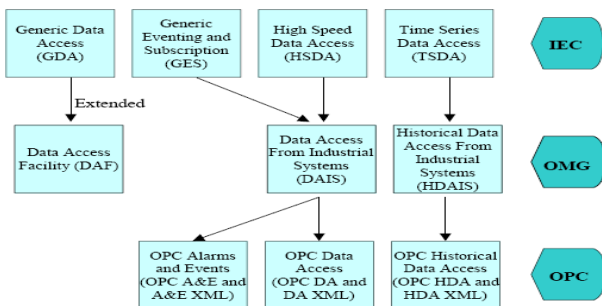 Generic Data
Access
(GDA)
Generic
Eventing and
Subscription
(GES)
High Speed
Data Access
(HSDA)
Time Series
Data Access
(TSDA)
IEC
Extended
Data Access
Facility (DAF)
Data Access
From Industrial
Systems
(DAIS)
Historical Data
Access From
Industrial
Systems
(HDAIS)
OMG
OPC Alarms
and Events
(OPC A&E and
A&E XML)
OPC Data
Access
(OPC DA and
DA XML)
OPC Historical
Data Access
(OPC HDA and
HDA XML)
OPC